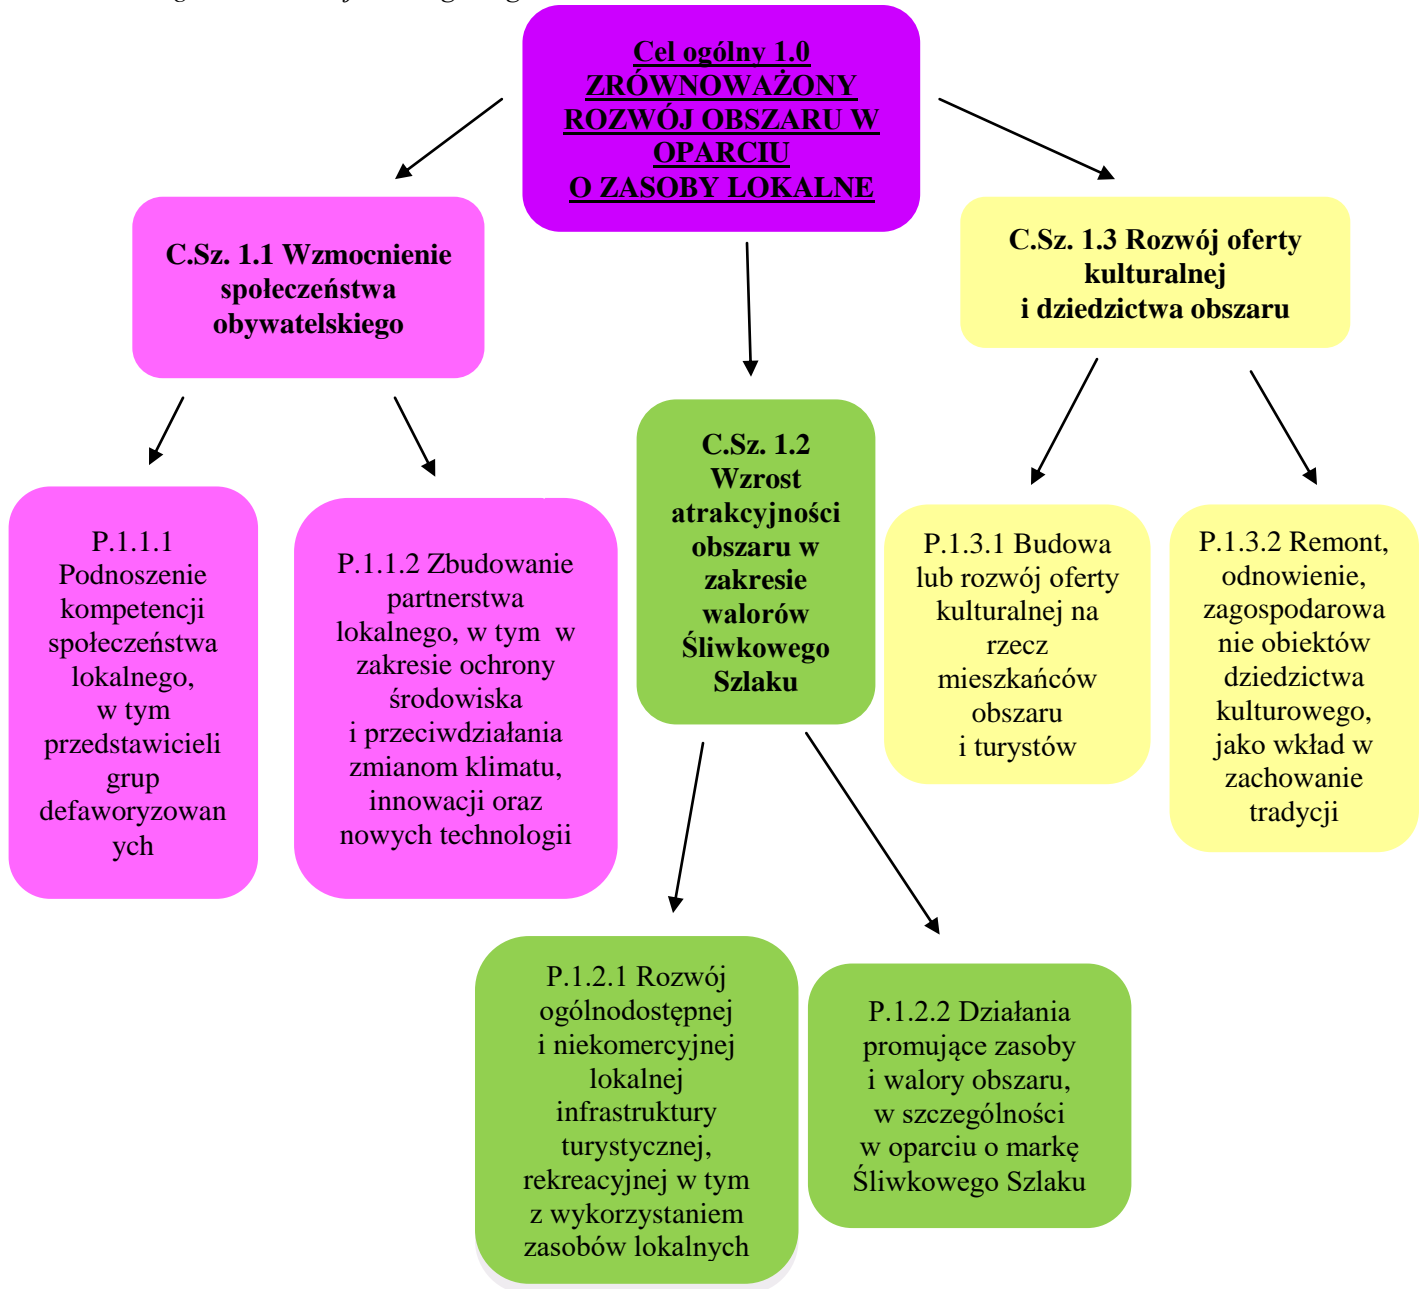 Cel ogólny 1.0
ZRÓWNOWAŻONY
ROZWÓJ OBSZARU W
OPARCIU
O ZASOBY LOKALNE
C.Sz. 1.1 Wzmocnienie
społeczeństwa
obywatelskiego
C.Sz. 1.3 Rozwój oferty
kulturalnej
i dziedzictwa obszaru
C.Sz. 1.2
Wzrost
atrakcyjności
obszaru w
zakresie
walorów
Śliwkowego
Szlaku
P.1.1.1
Podnoszenie
kompetencji
społeczeństwa
lokalnego,
w tym
przedstawicieli
grup
defaworyzowan
ych
P.1.1.2 Zbudowanie
partnerstwa
lokalnego, w tym w
zakresie ochrony
środowiska
i przeciwdziałania
zmianom klimatu,
innowacji oraz
nowych technologii
P.1.3.1 Budowa
lub rozwój oferty
kulturalnej na
rzecz
mieszkańców
obszaru
i turystów
P.1.3.2 Remont,
odnowienie,
zagospodarowa
nie obiektów
dziedzictwa
kulturowego,
jako wkład w
zachowanie
tradycji
P.1.2.1 Rozwój
ogólnodostępnej
i niekomercyjnej
lokalnej
infrastruktury
turystycznej,
rekreacyjnej w tym
z wykorzystaniem
zasobów lokalnych
P.1.2.2 Działania
promujące zasoby
i walory obszaru,
w szczególności
w oparciu o markę
Śliwkowego Szlaku